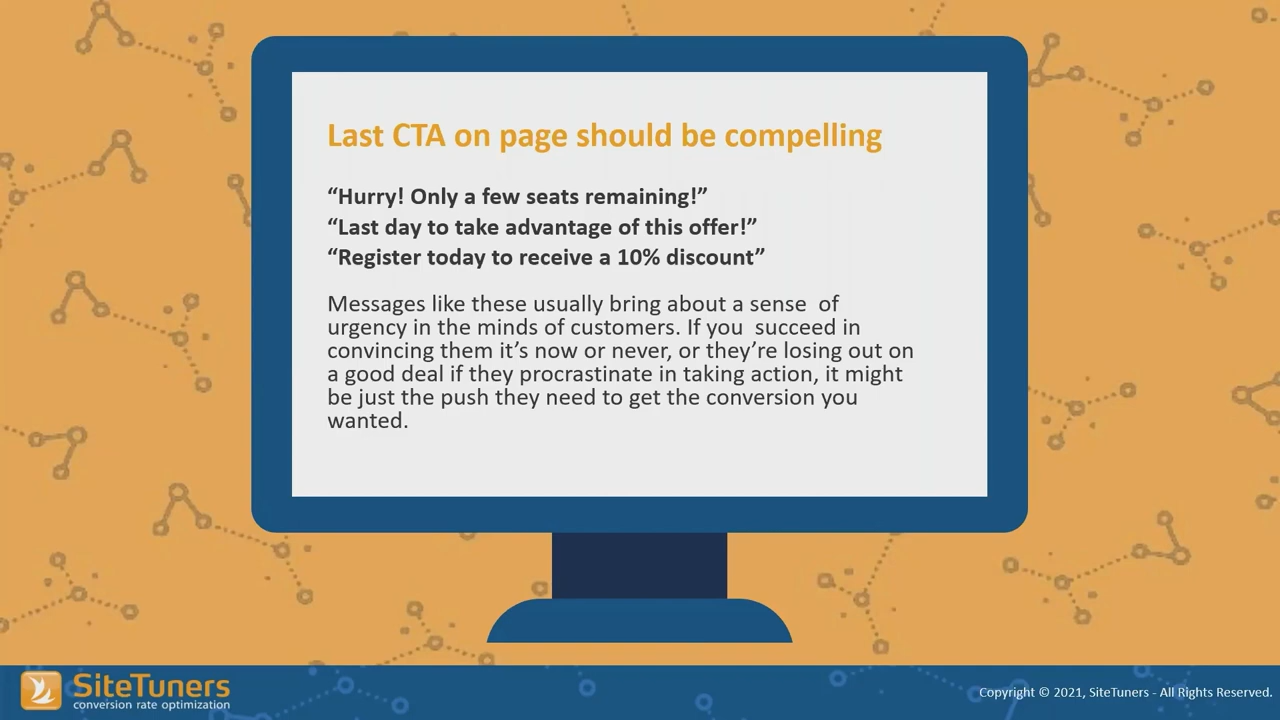 Last CTA on page should be compelling
“Hurry! Only a few seats remaining!”
“Last day to take advantage of this offer!”
“Register today to receive a 10% discount”
Messages like these usually bring about a sense  of
urgency in the minds of customers. If you  succeed in
convincing them it’s now or never, or they’re losing out on
a good deal if they procrastinate in taking action, it might
be just the push they need to get the conversion you
wanted.
SiteTuners
conversion rate optimization
Copyright © 2021, SiteTuners - All Rights Reserved.